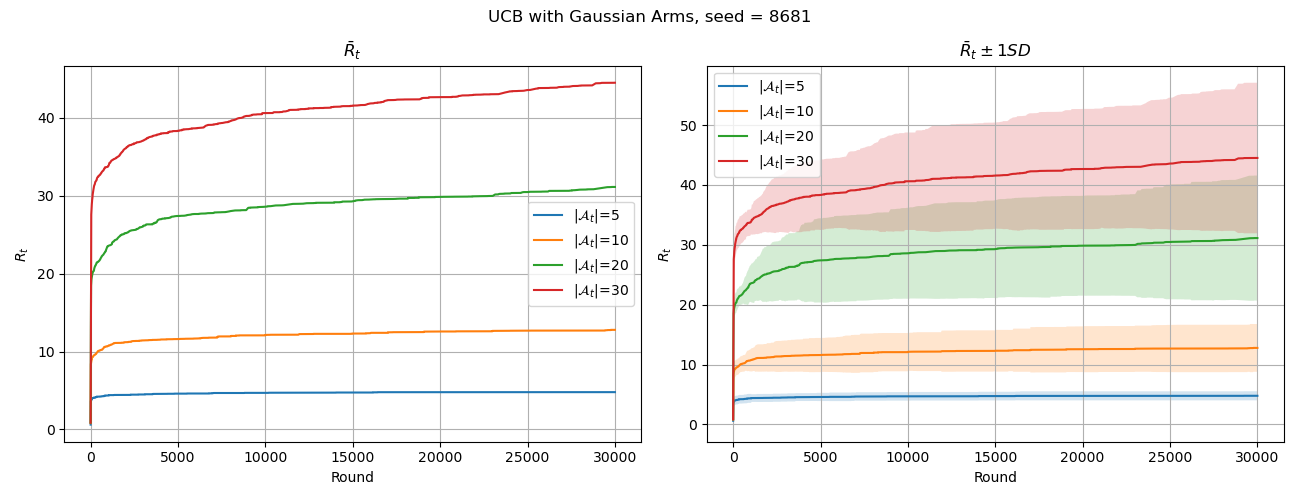 UCB with Gaussian Arms, seed = 8681
R̄ₜ
Rₜ
40
30
20
10
0
|𝒜ₜ|=5
|𝒜ₜ|=10
|𝒜ₜ|=20
|𝒜ₜ|=30
0 5000 10000 15000 20000 25000 30000
Round
R̄ₜ ± 1SD
Rₜ
50
40
30
20
10
0
|𝒜ₜ|=5
|𝒜ₜ|=10
|𝒜ₜ|=20
|𝒜ₜ|=30
0 5000 10000 15000 20000 25000 30000
Round